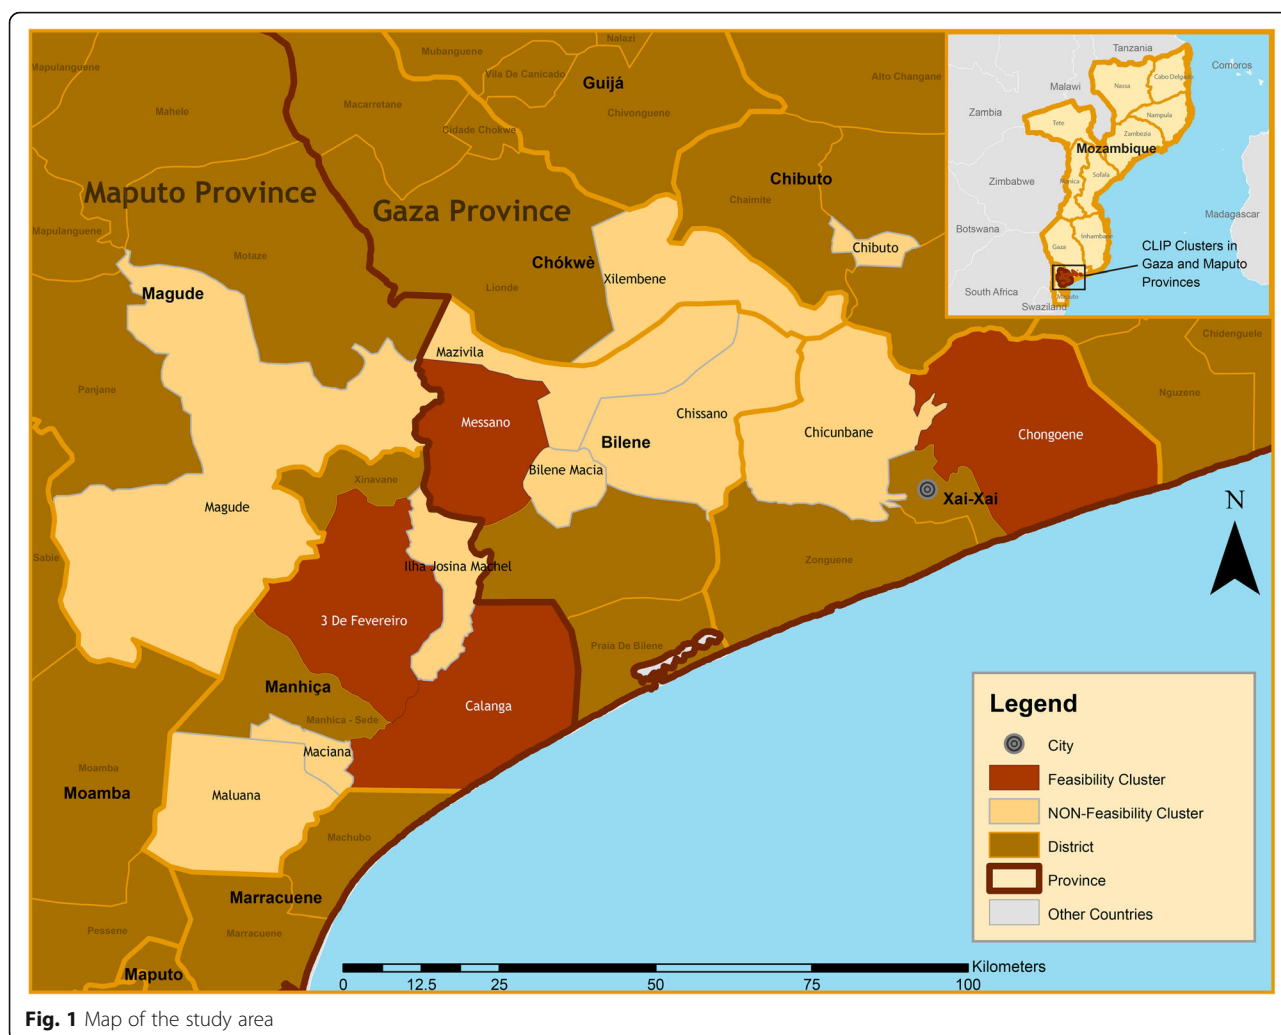 Mapulanguene
Mahele
Maputo Province
Mapulanguene
Motaze
Magude
Panjane
Magude
Sabie
Mubanguene
Nalazi
Vila De Canicado
Guijá
Macarretane
Chivonguene
Cidade Chokwe
Alto Changane
Gaza Province
Chibuto
Chaimite
Chibuto
Chókwè
Xilembene
Lionde
Mazivila
Messano
Chissano
Bilene
Bilene Macia
Chicunbane
Chongoene
Xai-Xai
Chidenguele
Nguzene
Xinavane
Ilha Josina Machel
3 De Fevereiro
Zonguene
Praia De Bilene
Calanga
Manhiça
Manhica - Sede
Maciana
Maluana
Moamba
Moamba
Machubo
Marracuene
Marracuene
Pessene
Maputo
Tanzania
Comoros
Malawi
Niassa
Cabo Delgado
Zambia
Tete
Nampula
Zambezia
Mozambique
Zimbabwe
Manica
Sofala
Madagascar
Botswana
Gaza
Inhambane
CLIP Clusters in
Gaza and Maputo
Provinces
South Africa
Maputo
Swaziland
N
Legend
City
Feasibility Cluster
NON-Feasibility Cluster
District
Province
Other Countries
Kilometers
0 12.5 25 50 75 100
Fig. 1 Map of the study area